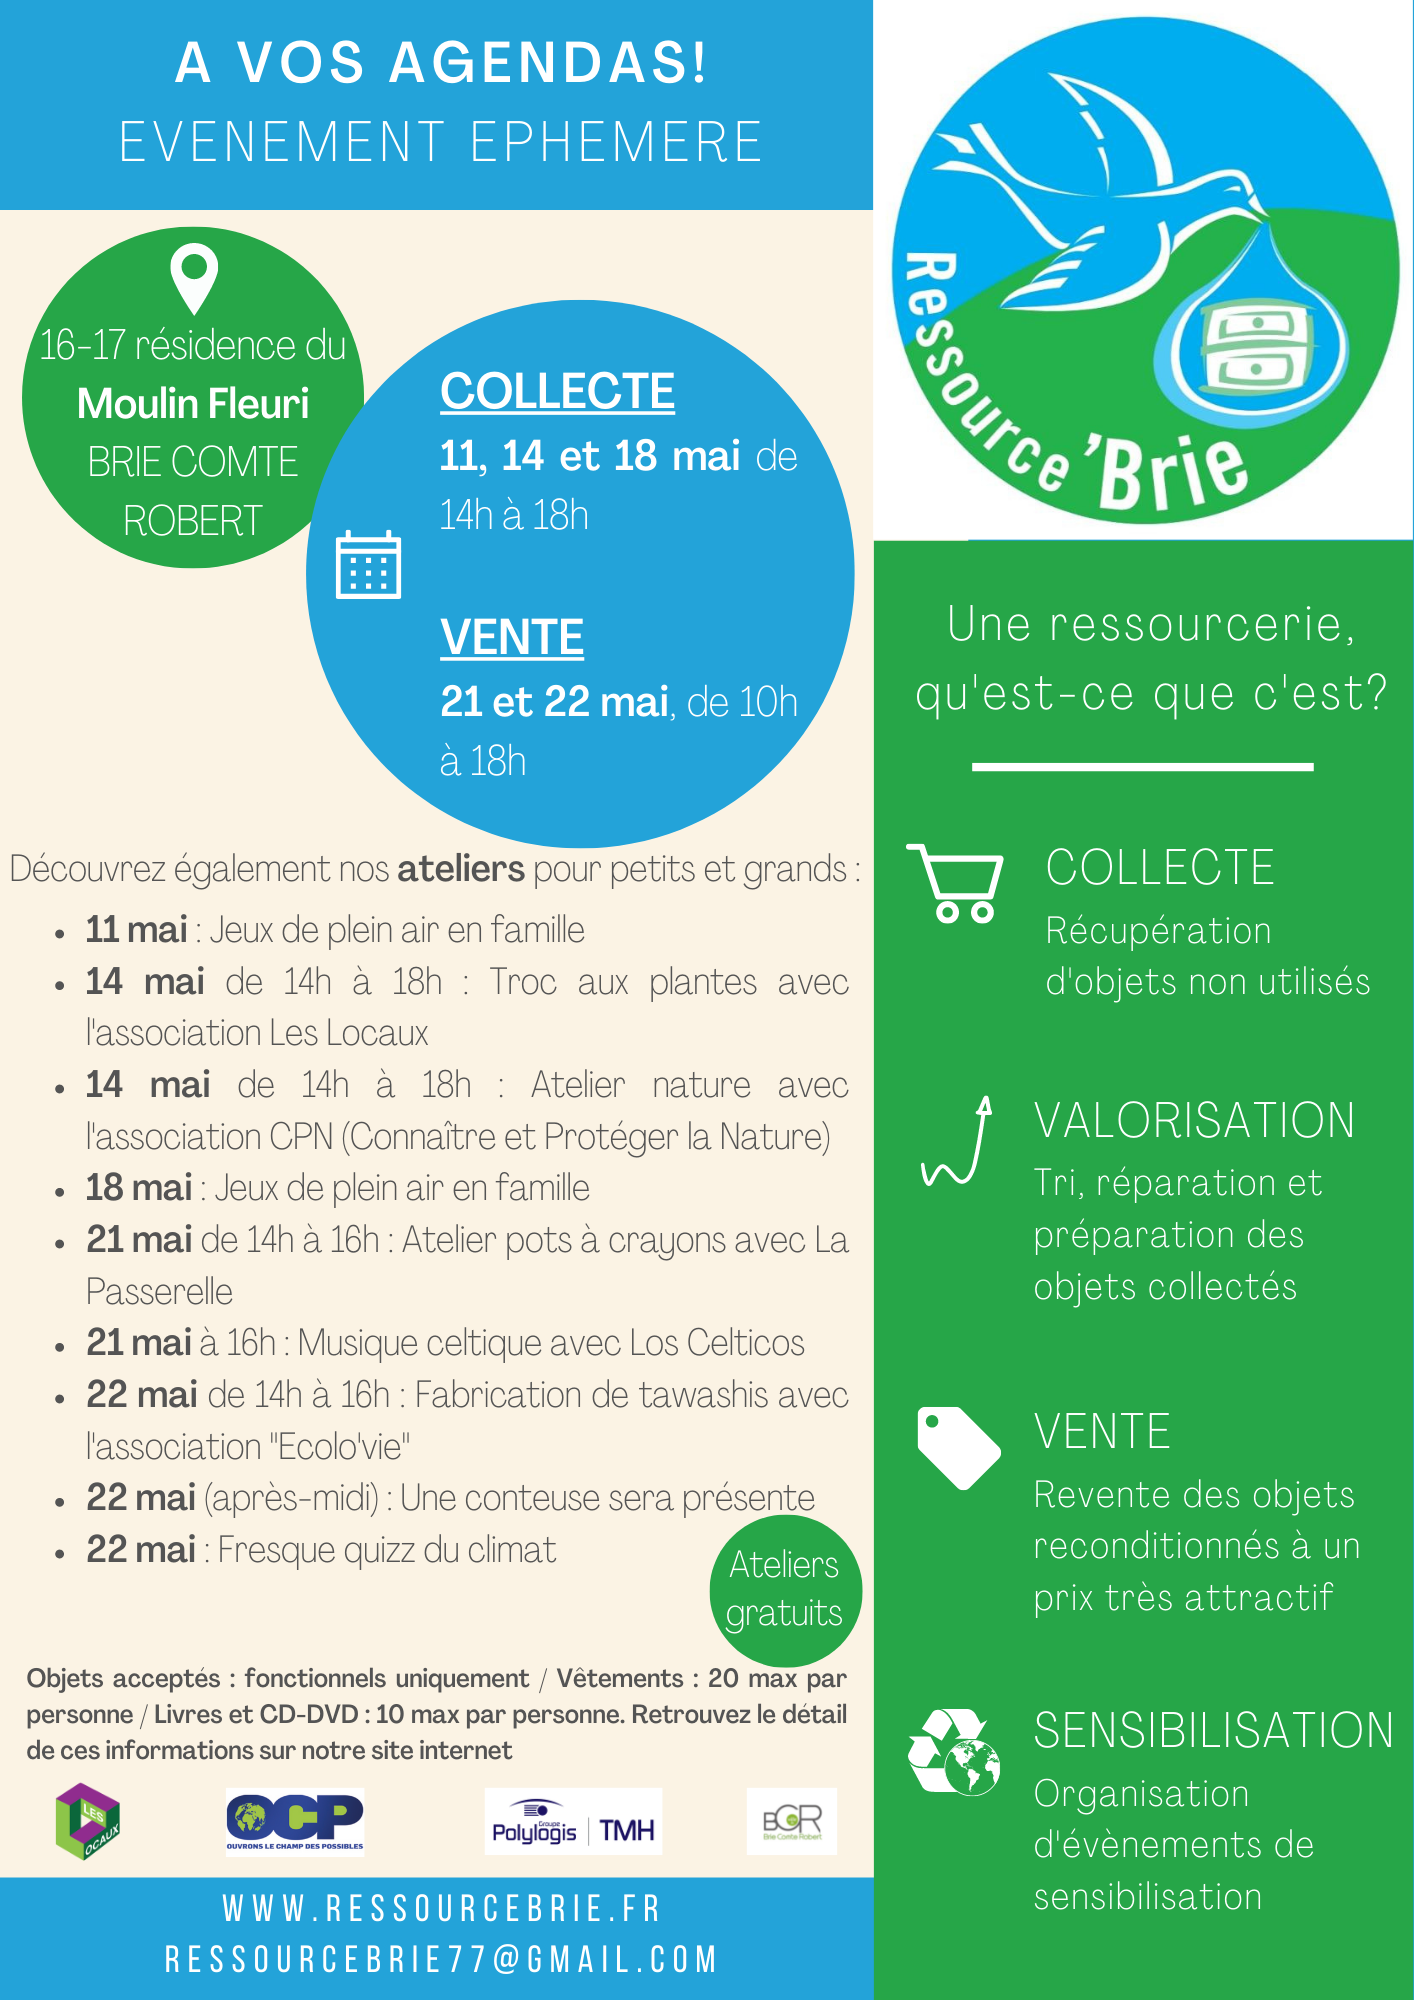 A VOS AGENDAS!
EVENEMENT EPHEMERE
16-17 résidence du
Moulin Fleuri
BRIE COMTE
ROBERT
COLLECTE
11, 14 et 18 mai de
14h à 18h
VENTE
21 et 22 mai, de 10h
à 18h
Découvrez également nos ateliers pour petits et grands :
• 11 mai : Jeux de plein air en famille
• 14 mai de 14h à 18h : Troc aux plantes avec
l'association Les Locaux
• 14 mai de 14h à 18h : Atelier nature avec
l'association CPN (Connaître et Protéger la Nature)
• 18 mai : Jeux de plein air en famille
• 21 mai de 14h à 16h : Atelier pots à crayons avec La
Passerelle
• 21 mai à 16h : Musique celtique avec Los Celticos
• 22 mai de 14h à 16h : Fabrication de tawashis avec
l'association "Ecolo'vie"
• 22 mai (après-midi) : Une conteuse sera présente
• 22 mai : Fresque quizz du climat
Ateliers
gratuits
Objets acceptés : fonctionnels uniquement / Vêtements : 20 max par
personne / Livres et CD-DVD : 10 max par personne. Retrouvez le détail
de ces informations sur notre site internet
LES
LOCAUX
OCP
OUVRONS LE CHAMP DES POSSIBLES
Groupe
Polylogis | TMH
BCR
Brie Comte Robert
WWW.RESSOURCEBRIE.FR
RESSOURCEBRIE77@GMAIL.COM
Ressource 'Brie
Une ressourcerie,
qu'est-ce que c'est?
COLLECTE
Récupération
d'objets non utilisés
VALORISATION
Tri, réparation et
préparation des
objets collectés
VENTE
Revente des objets
reconditionnés à un
prix très attractif
SENSIBILISATION
Organisation
d'évènements de
sensibilisation